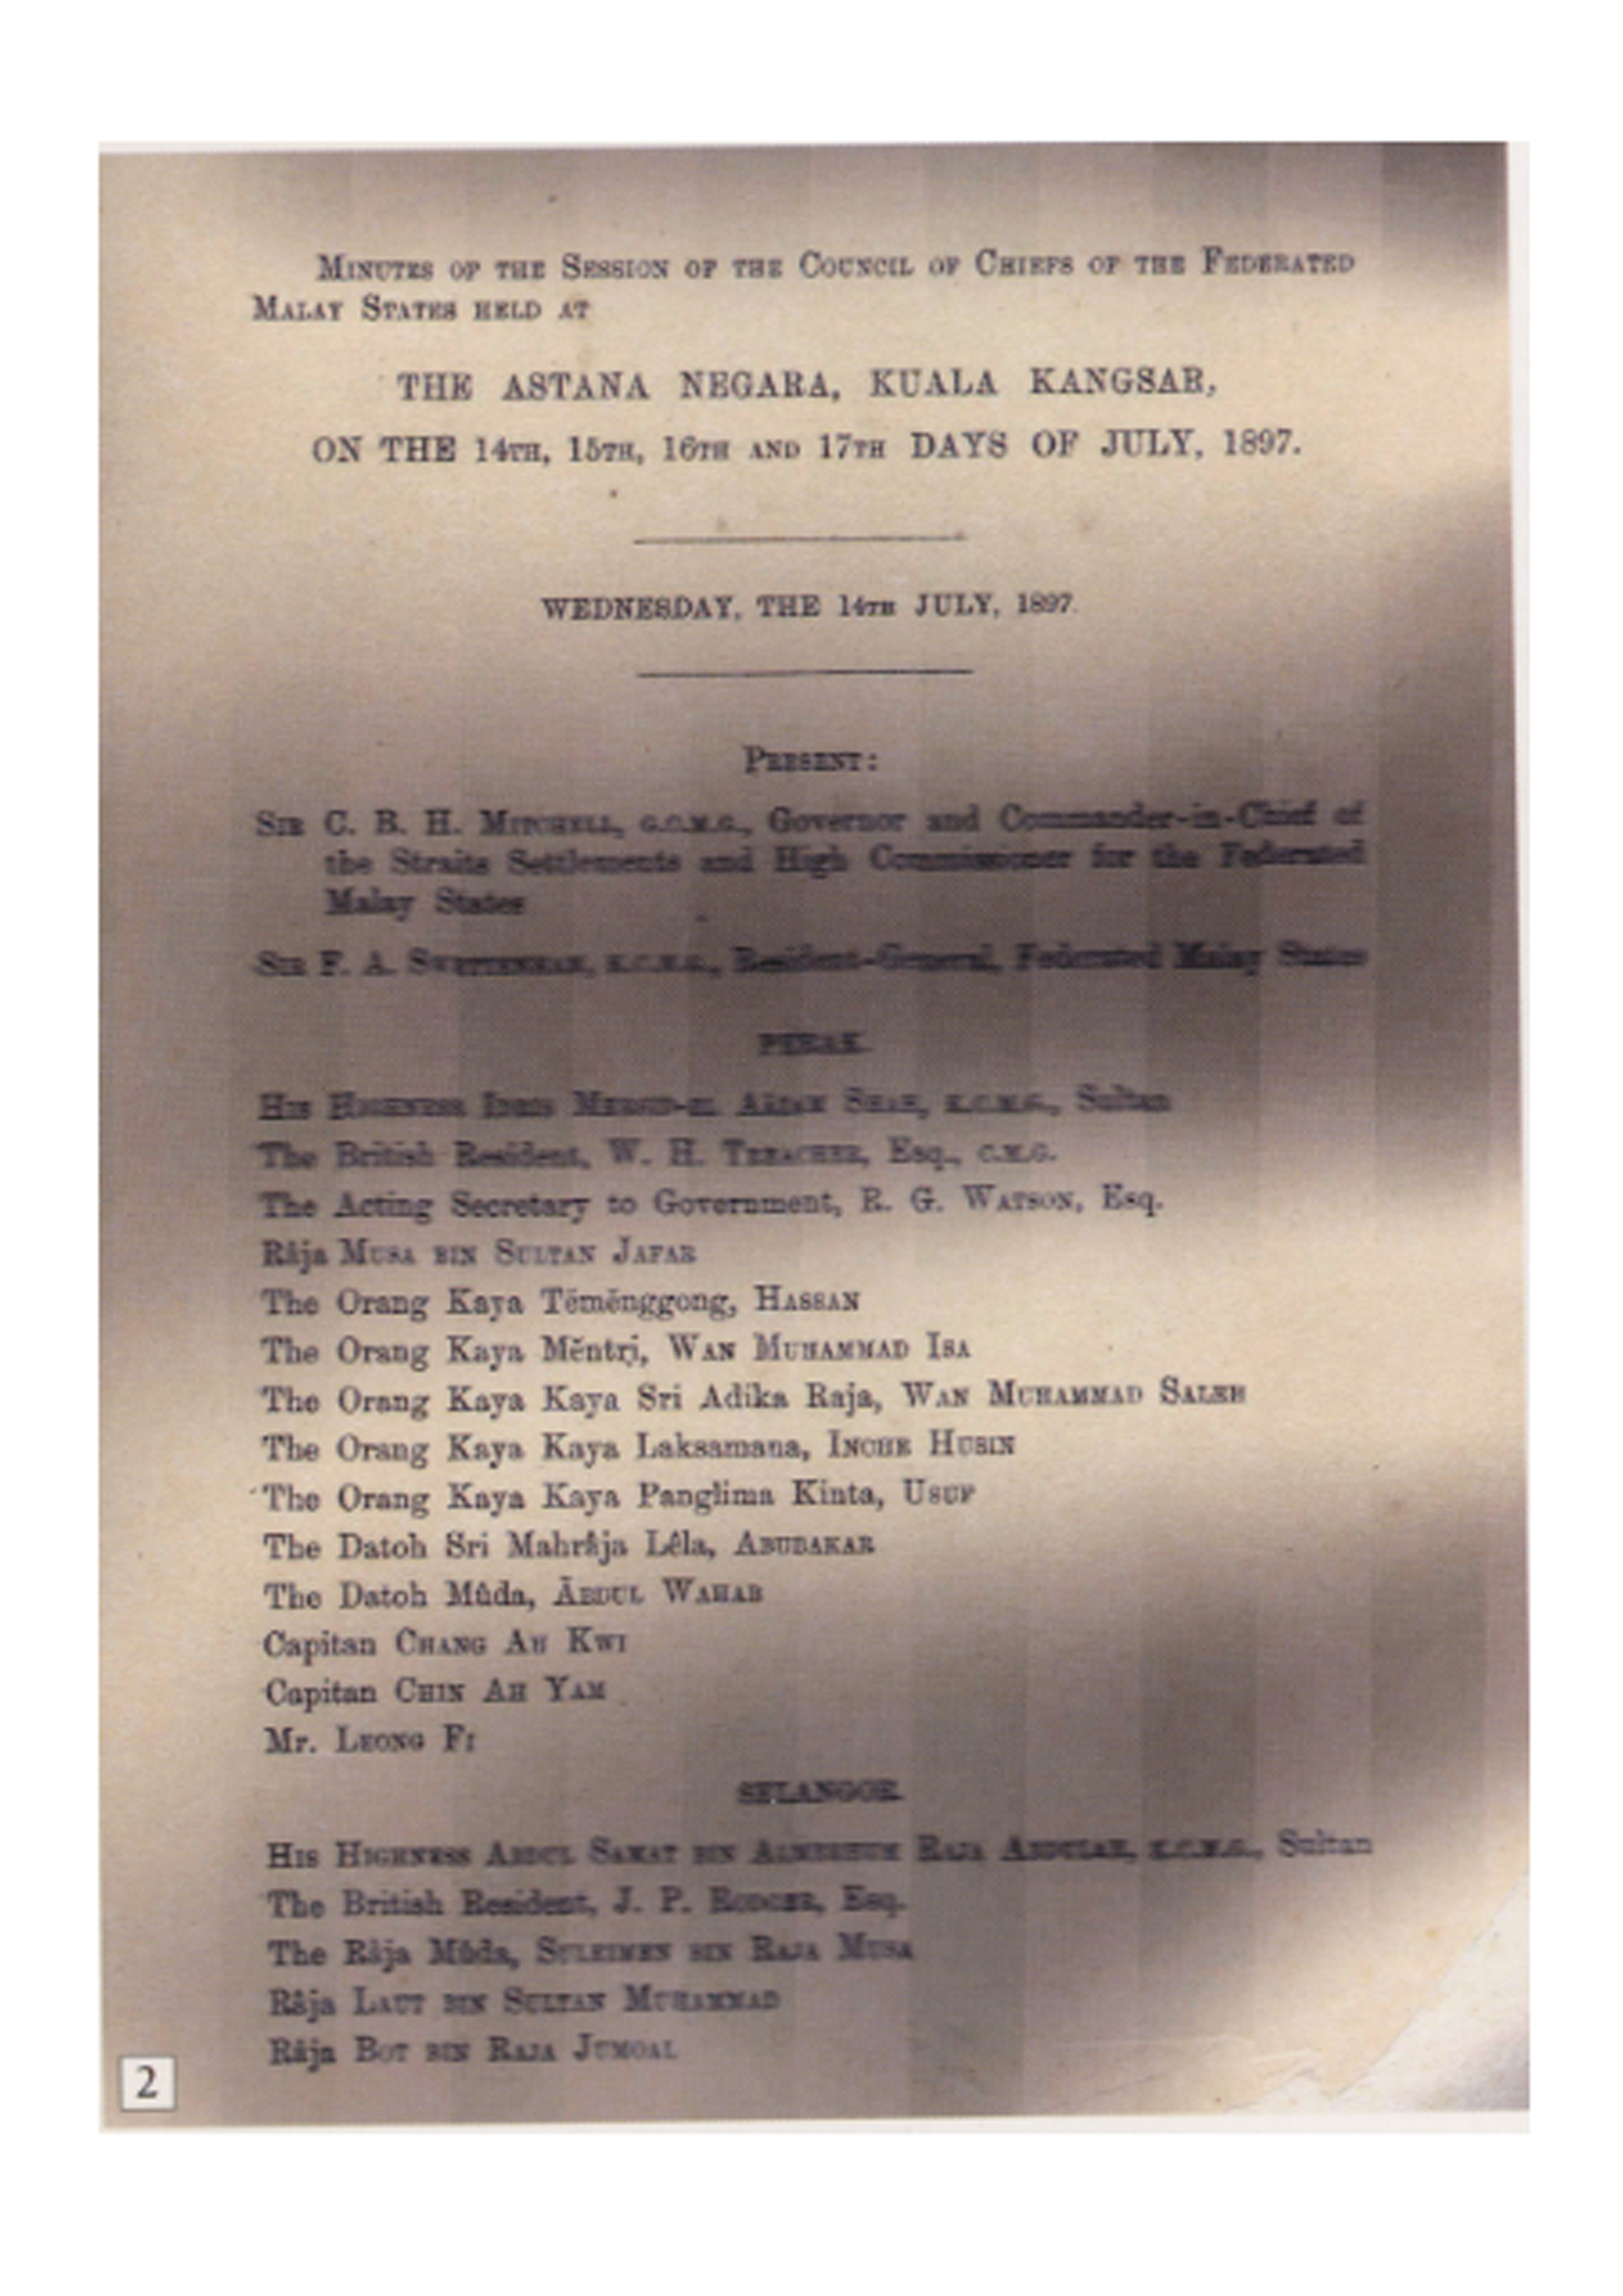 MINUTES OF THE SESSION OF THE COUNCIL OF CHIEFS OF THE FEDERATED
MALAY STATES HELD AT
THE ASTANA NEGARA, KUALA KANGSAR,
ON THE 14TH, 15TH, 16TH AND 17TH DAYS OF JULY, 1897.
WEDNESDAY, THE 14TH JULY, 1897.
PRESENT:
SIR C. B. H. MITCHELL, G.C.M.G., Governor and Commander-in-Chief of
the Straits Settlements and High Commissioner for the Federated
Malay States
SIR F. A. SWETTENHAM, K.C.M.G., Resident-General, Federated Malay States
PERAK.
HIS HIGHNESS IDRIS SHAH, K.C.M.G., Sultan
The British Resident, W. H. TREACHER, Esq., C.M.G.
The Acting Secretary to Government, R. G. WATSON, Esq.
Râja MUSA BIN SULTAN JAFAR
The Orang Kaya Tĕmĕnggong, HASSAN
The Orang Kaya Mĕntri, WAN MUHAMMAD ISA
The Orang Kaya Kaya Sri Adika Raja, WAN MUHAMMAD SALEH
The Orang Kaya Kaya Laksamana, INCHE HUSIN
The Orang Kaya Kaya Panglima Kinta, USUF
The Datoh Sri Mahrâja Lêla, ABUBAKAR
The Datoh Mûda, ĀBDUL WAHAB
Capitan CHANG AH KWI
Capitan CHIN AH YAM
Mr. LEONG FI
SELANGOR.
HIS HIGHNESS ABDUL SAMAT BIN ALMERHUM RAJA ABDULAH, K.C.M.G., Sultan
The British Resident, J. P. RODGER, Esq.
The Râja Mûda, SULEIMEN BIN RAJA MUSA
Râja LAUT BIN SULTAN MUHAMMAD
Râja BOT BIN RAJA JUMOAL
2